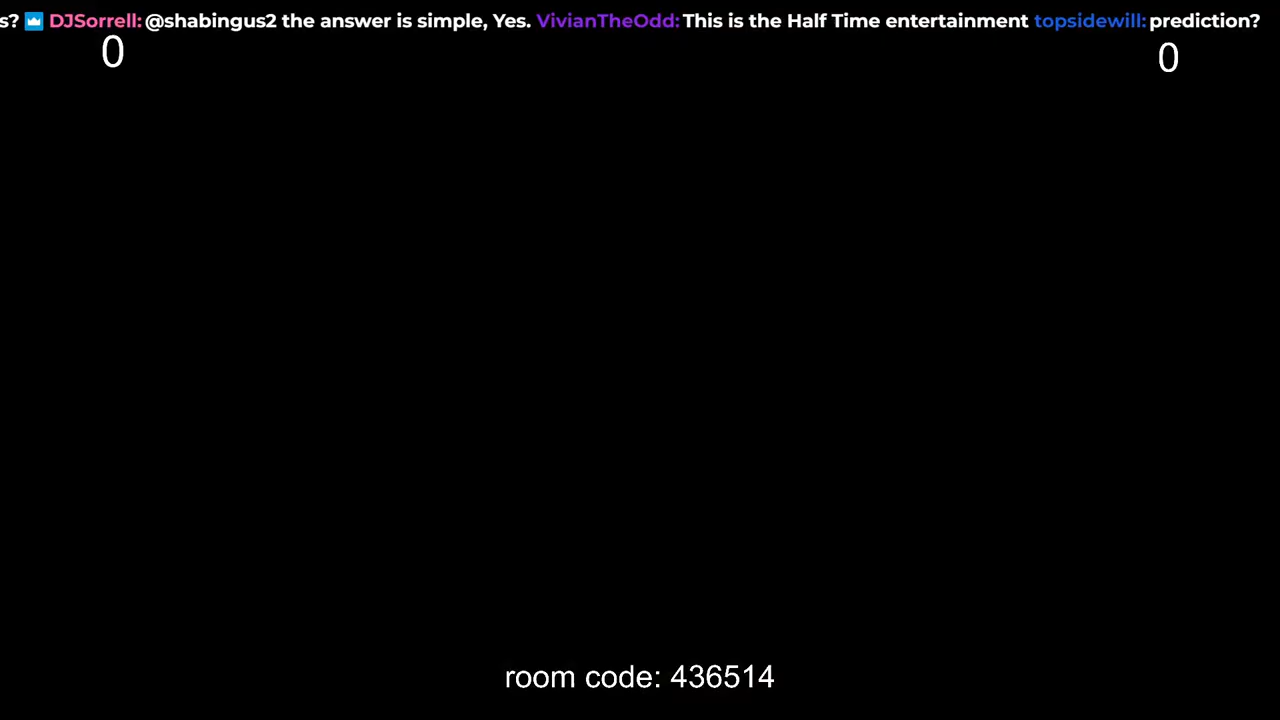 s? DJSorrell: @shabingus2 the answer is simple, Yes. VivianTheOdd: This is the Half Time entertainment topsidewill: prediction?
0 0
room code: 436514